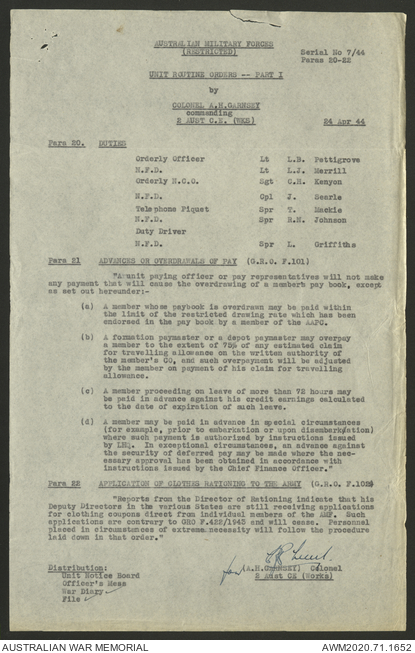 AUSTRALIAN MILITARY FORCES
(RESTRICTED)
Serial No 7/44
Paras 20-22
UNIT ROUTINE ORDERS -- PART I
by
COLONEL A.H.GARNSEY
commanding
2 AUST C.E. (WKS)
24 Apr 44
Para 20. DUTIES
Orderly Officer Lt L.B. Pettigrove
N.F.D. Lt L.J. Merrill
Orderly N.C.O. Sgt C.H. Kenyon
N.F.D. Cpl J. Searle
Telephone Piquet Spr T. Mackie
N.F.D. Spr R.H. Johnson
Duty Driver
N.F.D. Spr L. Griffiths
Para 21 ADVANCES OR OVERDRAWALS OF PAY (G.R.O. F.101)
"A unit paying officer or pay representatives will not make
any payment that will cause the overdrawing of a members pay book, except
as set out hereunder:-
(a) A member whose paybook is overdrawn may be paid within
the limit of the restricted drawing rate which has been
endorsed in the pay book by a member of the AAPC.
(b) A formation paymaster or a depot paymaster may overpay
a member to the extent of 75% of any estimated claim
for travelling allowance on the written authority of
the member's CO, and such overpayment will be adjusted
by the member on payment of his claim for travelling
allowance.
(c) A member proceeding on leave of more than 72 hours may
be paid in advance against his credit earnings calculated
to the date of expiration of such leave.
(d) A member may be paid in advance in special circumstances
(for example, prior to embarkation or upon disembarkation)
where such payment is authorized by instructions issued
by LHQ. In exceptional circumstances, an advance against
the security of deferred pay may be made where the nec-
essary approval has been obtained in accordance with
instructions issued by the Chief Finance Officer."
Para 22 APPLICATION OF CLOTHES RATIONING TO THE ARMY (G.R.O. F.102)
"Reports from the Director of Rationing indicate that his
Deputy Directors in the various States are still receiving applications
for clothing coupons direct from individual members of the AMF. Such
applications are contrary to GRO F.422/1943 and will cease. Personnel
placed in circumstances of extreme necessity will follow the procedure
laid down in that order."
for (A.H.GARNSEY) Colonel
2 Aust CE (Works)
Distribution:
Unit Notice Board
Officer's Mess
War Diary
File
AUSTRALIAN WAR MEMORIAL
AWM2020.71.1652